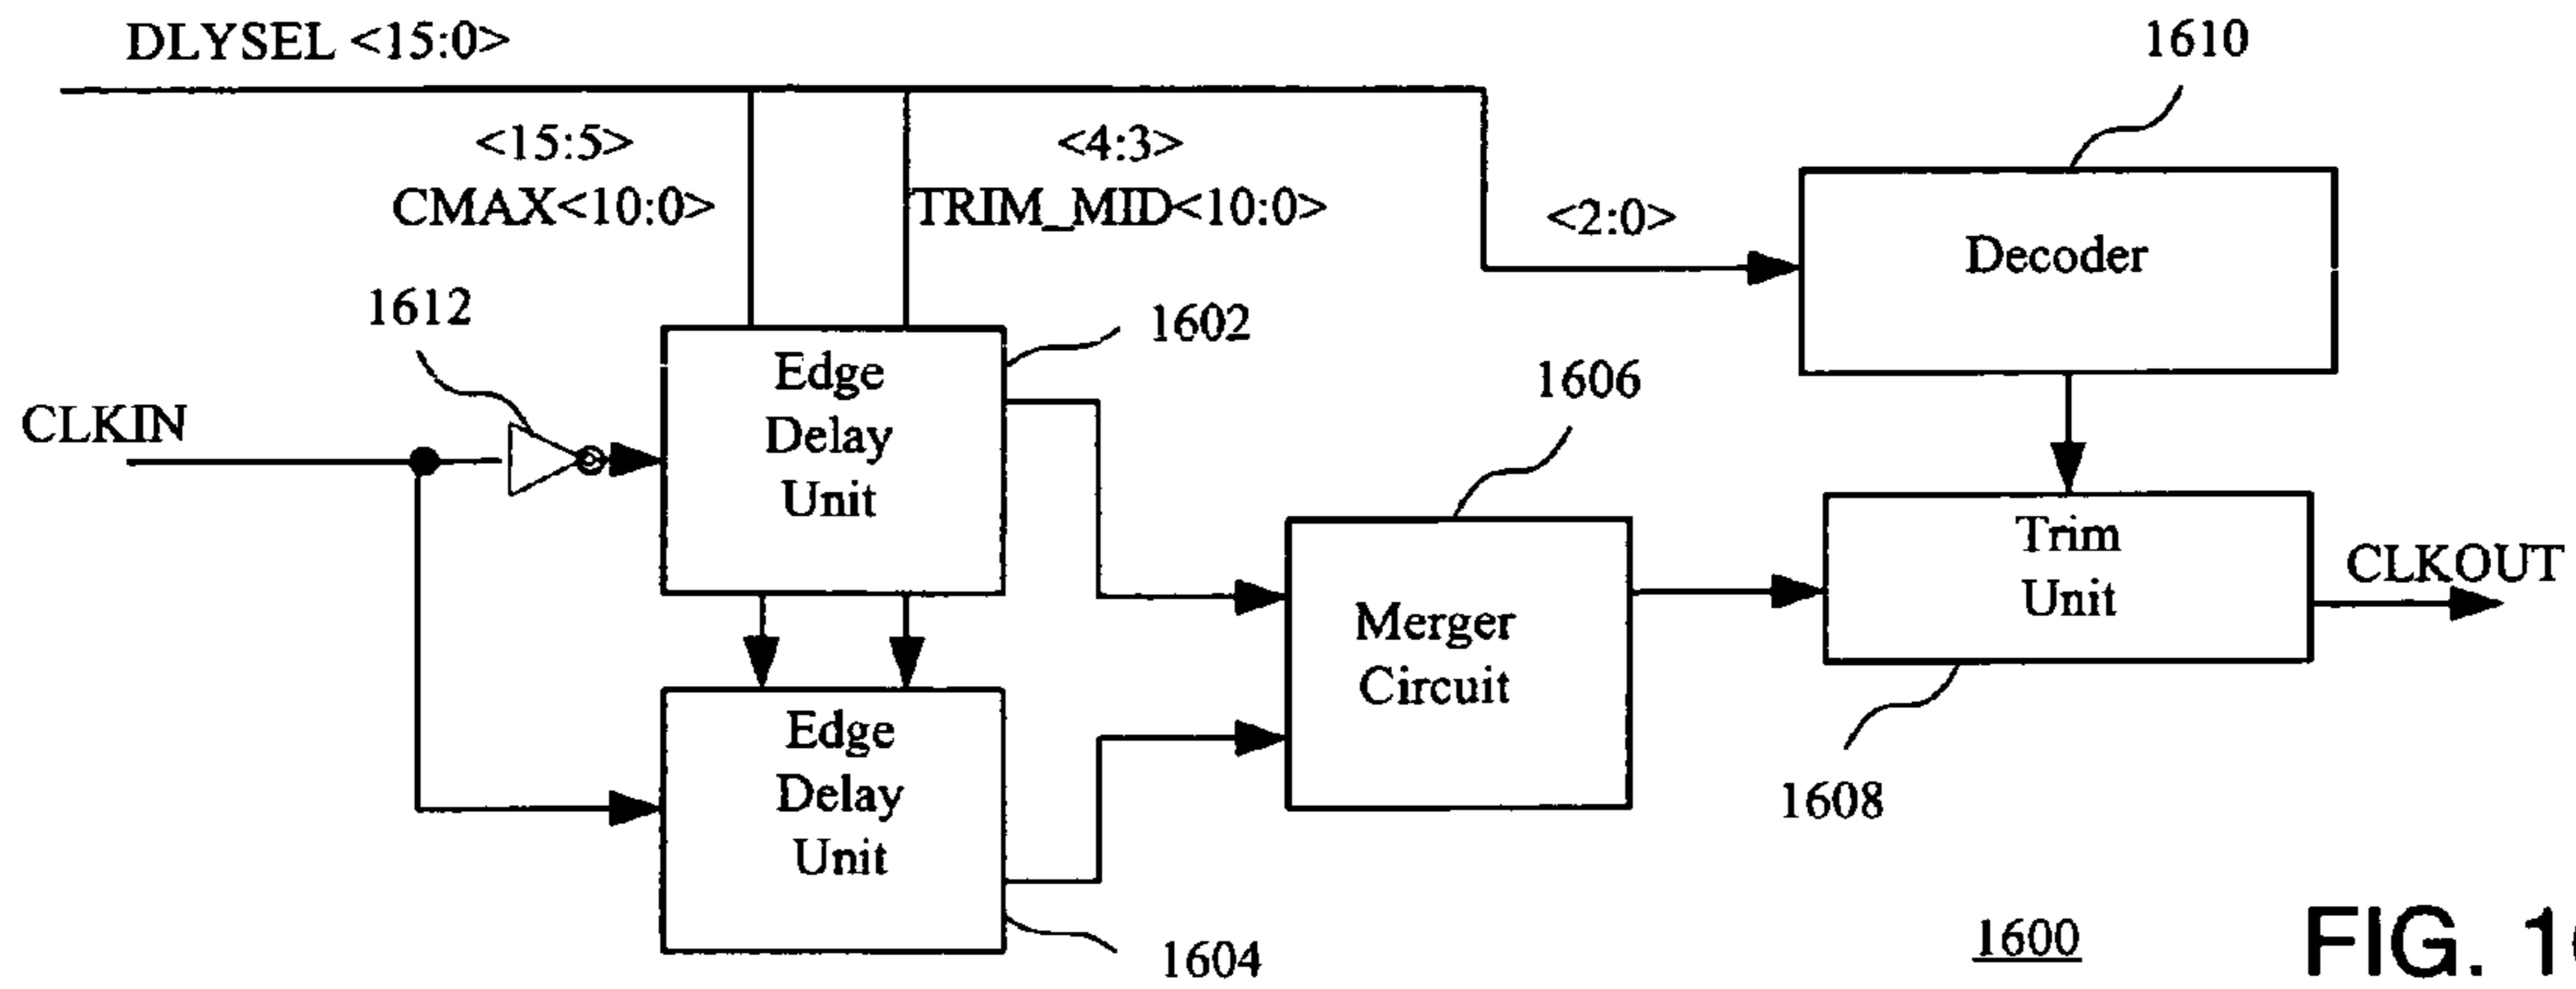 DLYSEL <15:0>
1610
<15:5>
CMAX<10:0>
<4:3>
TRIM_MID<10:0>
<2:0>
Decoder
1612
1602
CLKIN
Edge
Delay
Unit
1606
Merger
Circuit
Trim
Unit
CLKOUT
1608
Edge
Delay
Unit
1604
1600
FIG.